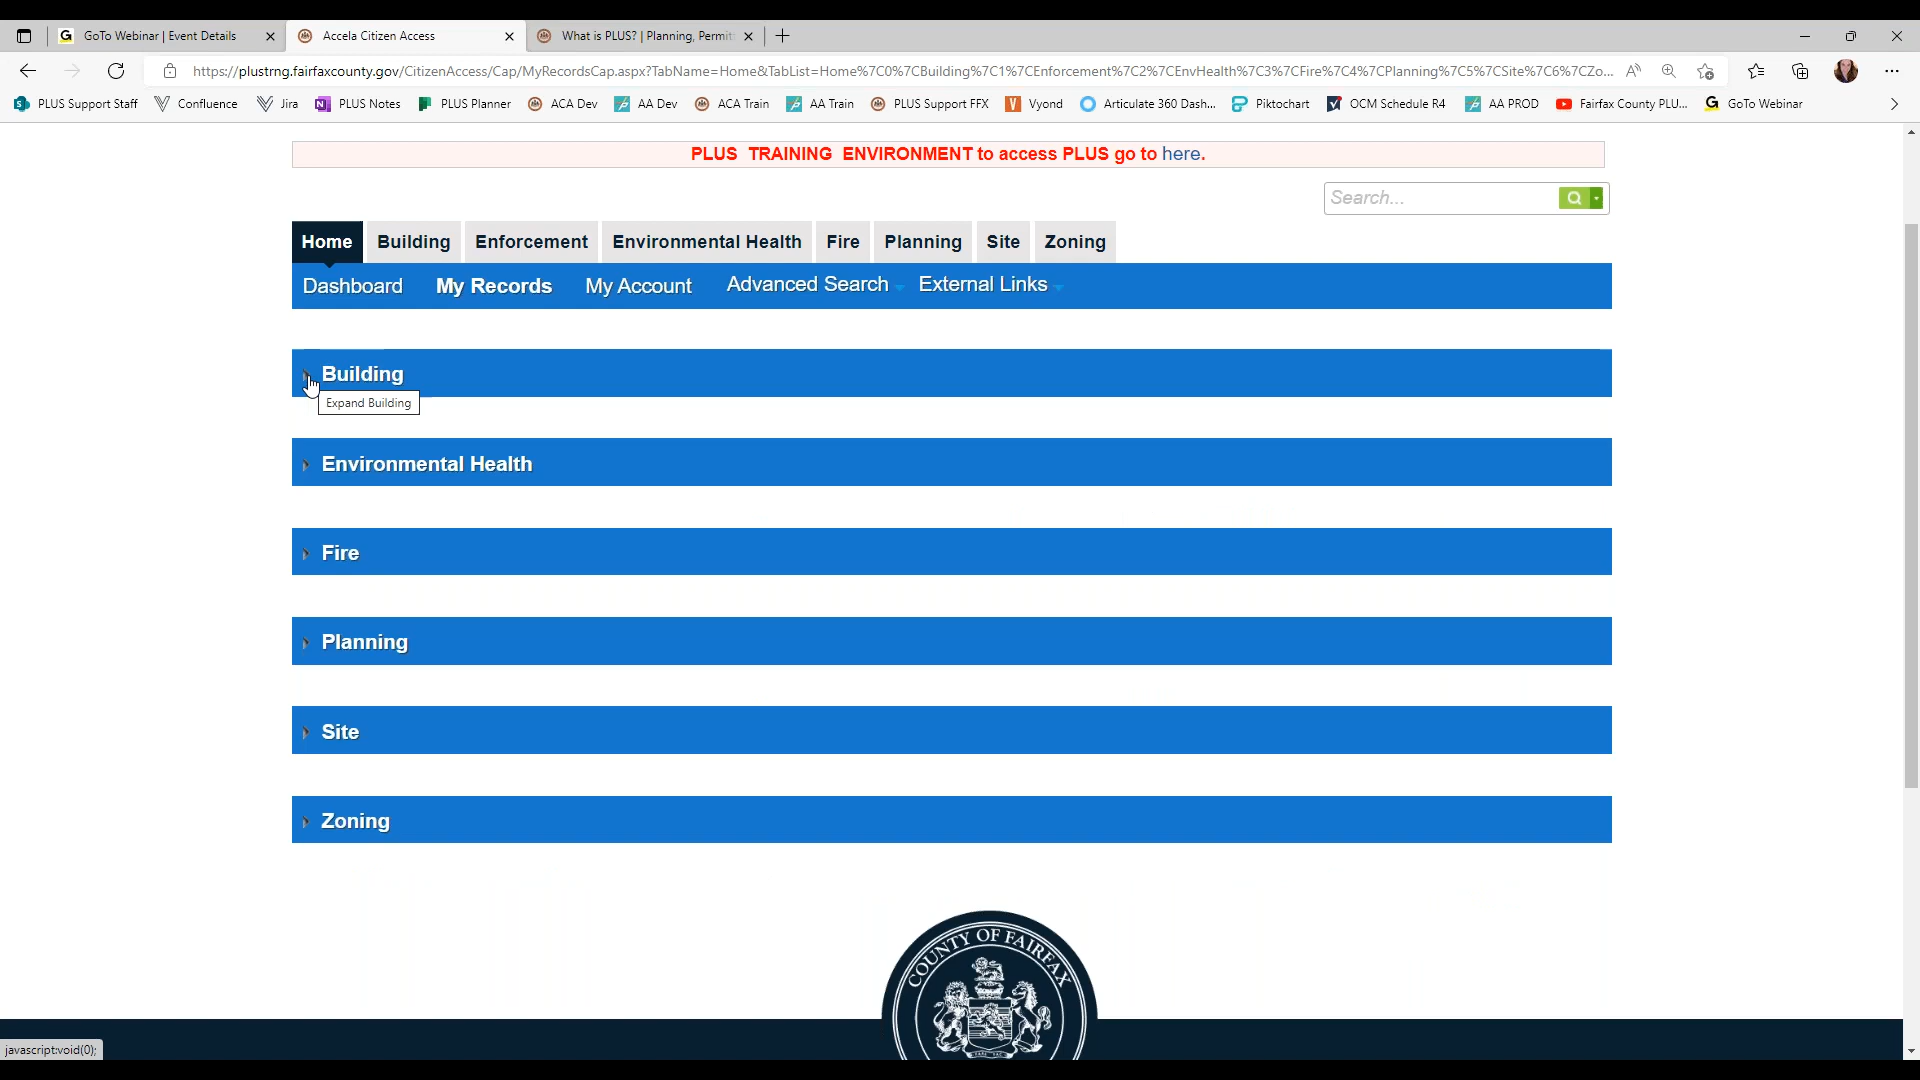 GoTo Webinar | Event Details
Accela Citizen Access
What is PLUS? | Planning, Permit
https://plustrng.fairfaxcounty.gov/CitizenAccess/Cap/MyRecordsCap.aspx?TabName=Home&TabList=Home%7C0%7CBuilding%7C1%7CEnforcement%7C2%7CEnvHealth%7C3%7CFire%7C4%7CPlanning%7C5%7CSite%7C6%7CZo...
PLUS Support Staff Confluence Jira PLUS Notes PLUS Planner ACA Dev AA Dev ACA Train AA Train PLUS Support FFX Vyond Articulate 360 Dash... Piktochart OCM Schedule R4 AA PROD Fairfax County PLU... GoTo Webinar
PLUS TRAINING ENVIRONMENT to access PLUS go to here.
Search...
Home Building Enforcement Environmental Health Fire Planning Site Zoning
Dashboard My Records My Account Advanced Search External Links
Building
Expand Building
Environmental Health
Fire
Planning
Site
Zoning
COUNTY OF FAIRFAX
javascript:void(0);